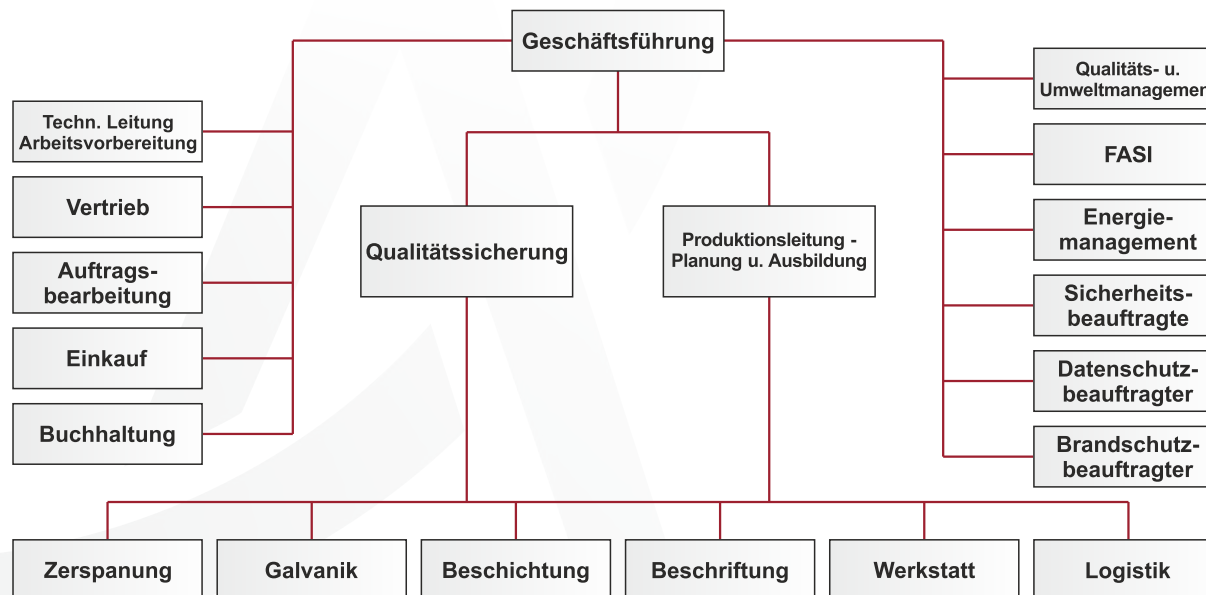 Geschäftsführung
Techn. Leitung
Arbeitsvorbereitung
Vertrieb
Auftrags-
bearbeitung
Einkauf
Buchhaltung
Qualitätssicherung
Produktionsleitung -
Planung u. Ausbildung
Qualitäts- u.
Umweltmanagemen
FASI
Energie-
management
Sicherheits-
beauftragte
Datenschutz-
beauftragter
Brandschutz-
beauftragter
Zerspanung
Galvanik
Beschichtung
Beschriftung
Werkstatt
Logistik